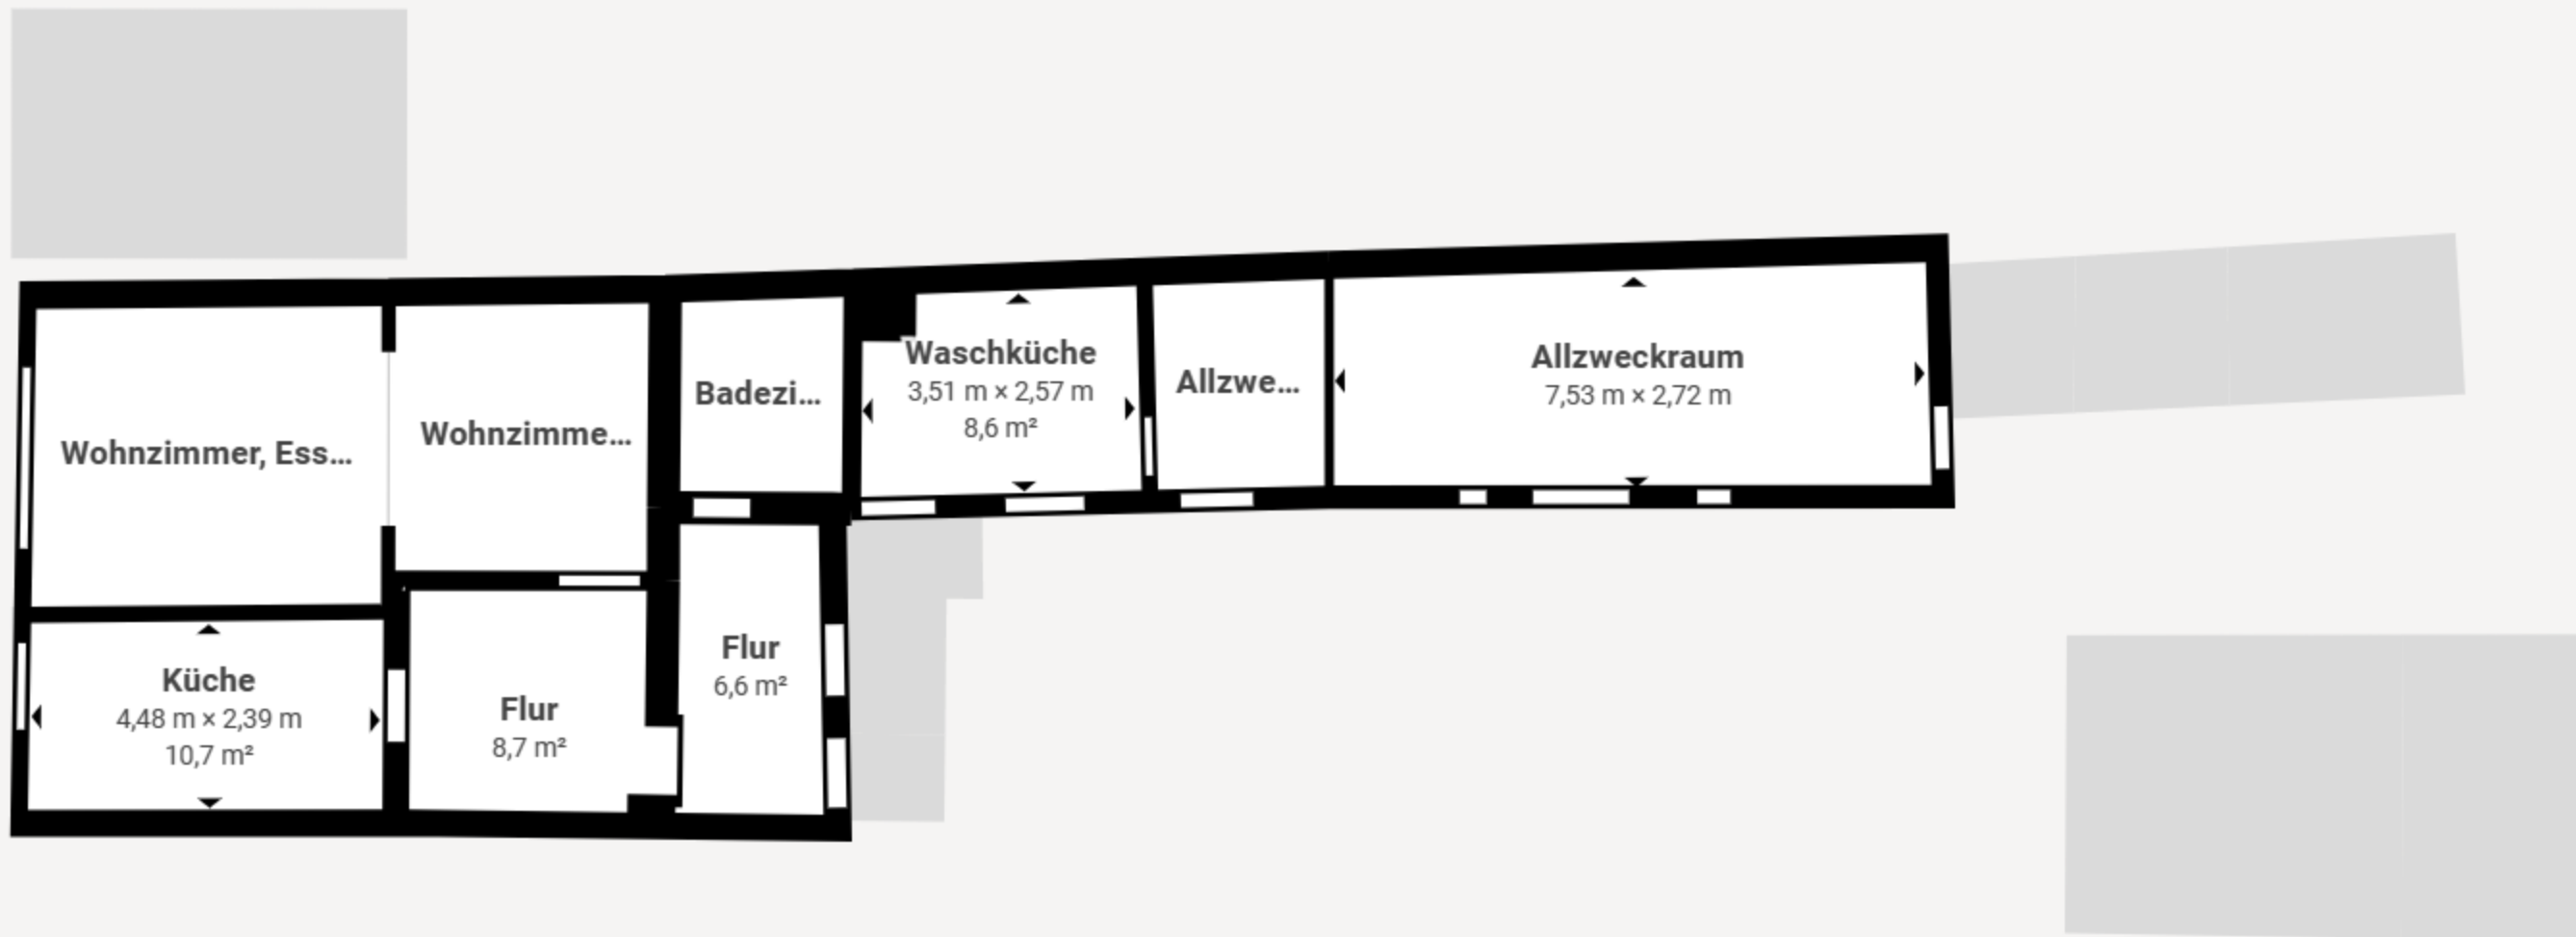 Wohnzimmer, Ess...
Wohnzimme...
Badezi...
Waschküche
3,51 m × 2,57 m
8,6 m²
Allzwe...
Allzweckraum
7,53 m × 2,72 m
Küche
4,48 m × 2,39 m
10,7 m²
Flur
8,7 m²
Flur
6,6 m²